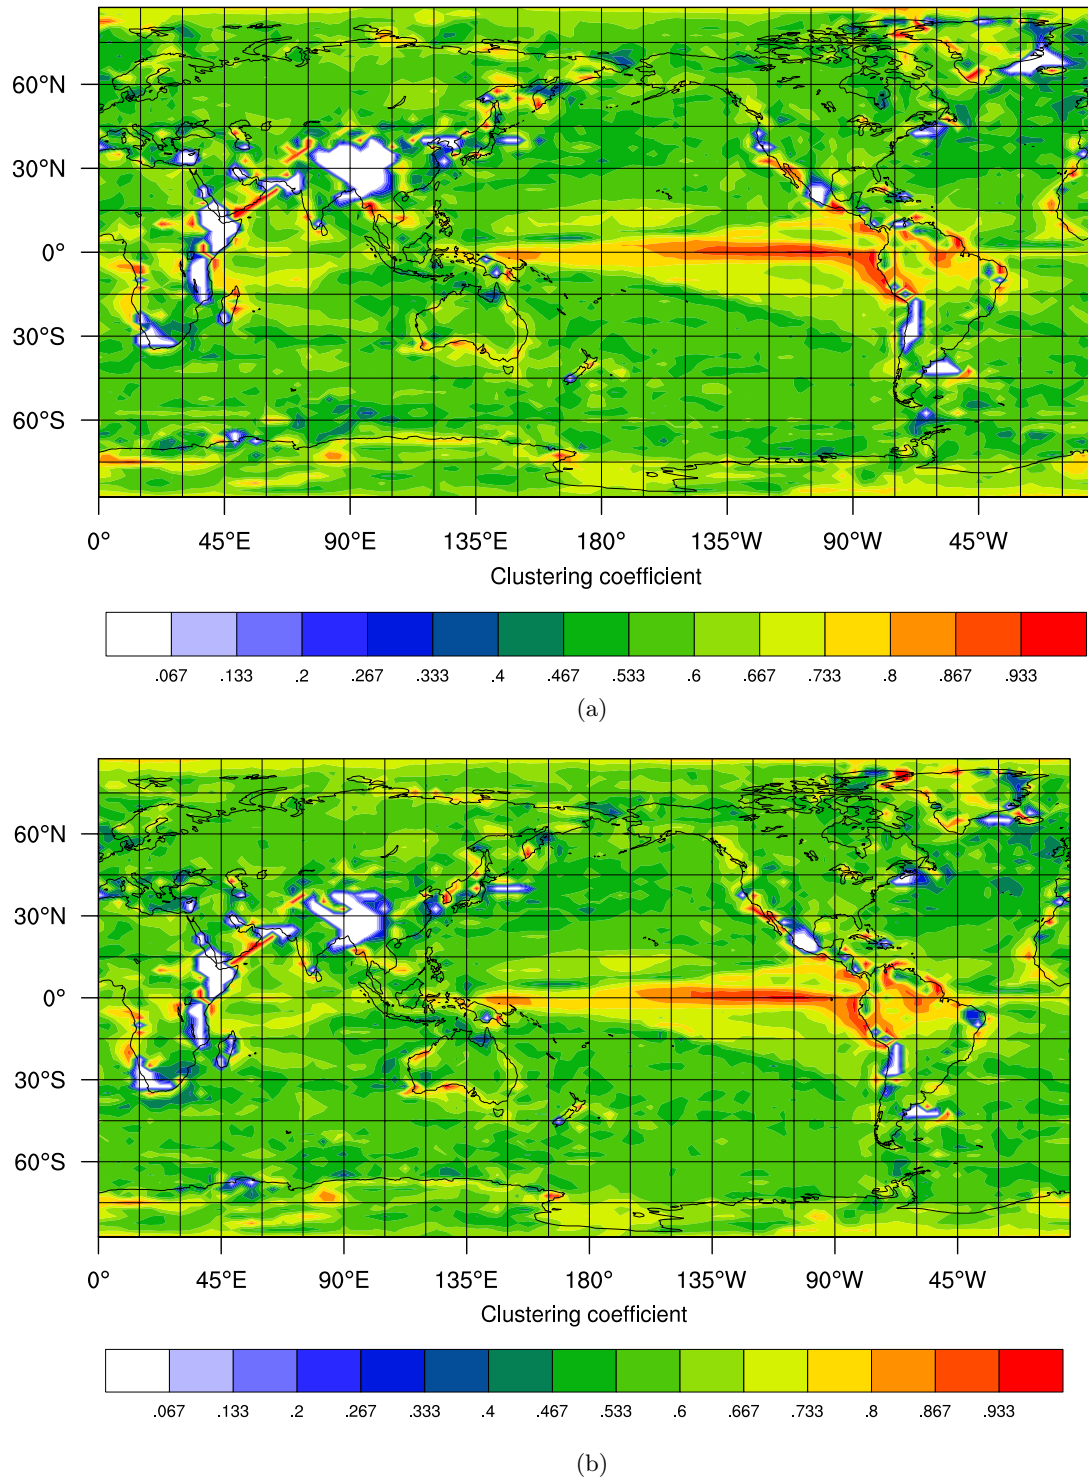 60°N
30°N
0°
30°S
60°S
0° 45°E 90°E 135°E 180° 135°W 90°W 45°W
Clustering coefficient
.067 .133 .2 .267 .333 .4 .467 .533 .6 .667 .733 .8 .867 .933
(a)
60°N
30°N
0°
30°S
60°S
0° 45°E 90°E 135°E 180° 135°W 90°W 45°W
Clustering coefficient
.067 .133 .2 .267 .333 .4 .467 .533 .6 .667 .733 .8 .867 .933
(b)